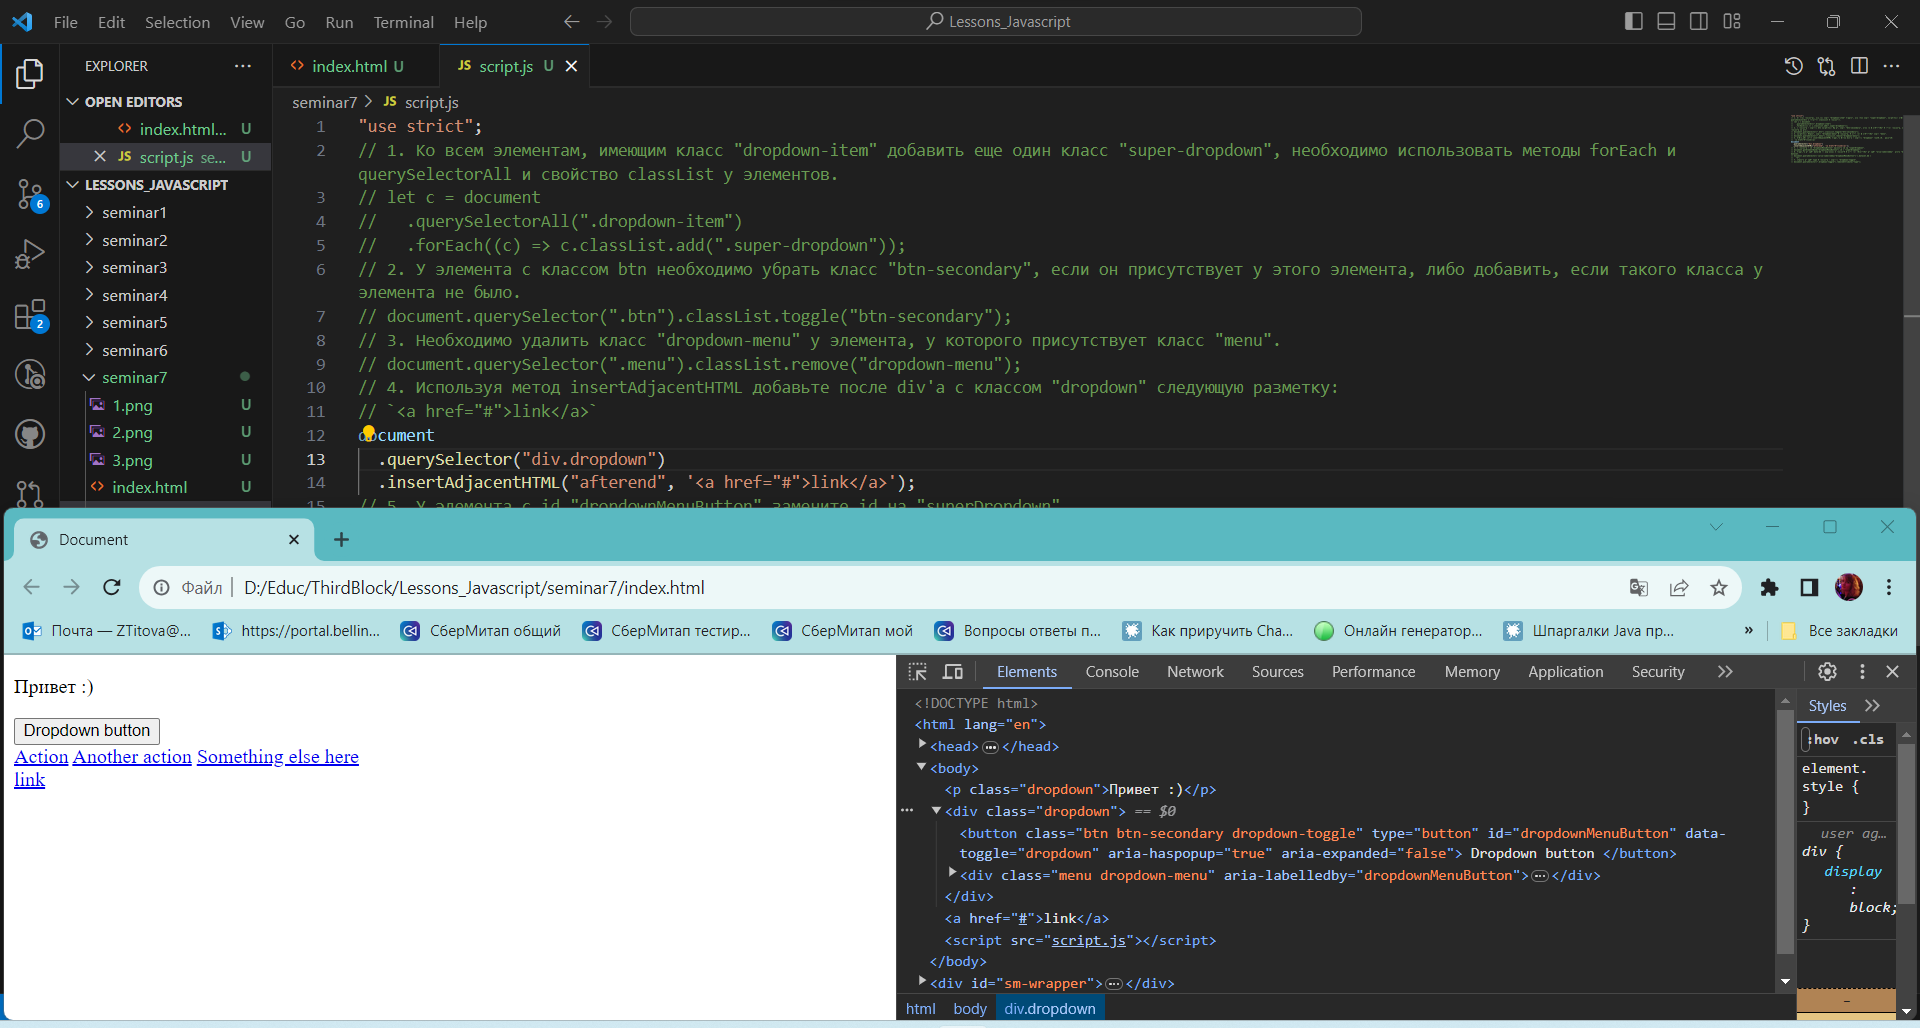 File Edit Selection View Go Run Terminal Help
Lessons_Javascript
EXPLORER
index.html U
JS script.js U
OPEN EDITORS
index.html... U
JS script.js se... U
LESSONS_JAVASCRIPT
seminar1
seminar2
seminar3
seminar4
seminar5
seminar6
seminar7
1.png U
2.png U
3.png U
index.html U
6
2
seminar7 > JS script.js
1 "use strict";
2 // 1. Ко всем элементам, имеющим класс "dropdown-item" добавить еще один класс "super-dropdown", необходимо использовать методы forEach и
querySelectorAll и свойство classList у элементов.
3 // let c = document
4 //   .querySelectorAll(".dropdown-item")
5 //   .forEach((c) => c.classList.add(".super-dropdown"));
6 // 2. У элемента с классом btn необходимо убрать класс "btn-secondary", если он присутствует у этого элемента, либо добавить, если такого класса у
элемента не было.
7 // document.querySelector(".btn").classList.toggle("btn-secondary");
8 // 3. Необходимо удалить класс "dropdown-menu" у элемента, у которого присутствует класс "menu".
9 // document.querySelector(".menu").classList.remove("dropdown-menu");
10 // 4. Используя метод insertAdjacentHTML добавьте после div'a с классом "dropdown" следующую разметку:
11 // `<a href="#">link</a>`
12 document
13   .querySelector("div.dropdown")
14   .insertAdjacentHTML("afterend", '<a href="#">link</a>');
15 // 5. У элемента с id "dropdownMenuButton" замените id на "superDropdown"
Document
Файл | D:/Educ/ThirdBlock/Lessons_Javascript/seminar7/index.html
Почта — ZTitova@...
https://portal.bellin...
СберМитап общий
СберМитап тестир...
СберМитап мой
Вопросы ответы п...
Как приручить Cha...
Онлайн генератор...
Шпаргалки Java пр...
»
Все закладки
Привет :)
Dropdown button
Action Another action Something else here
link
Elements Console Network Sources Performance Memory Application Security
<!DOCTYPE html>
<html lang="en">
<head>…</head>
<body>
<p class="dropdown">Привет :)</p>
<div class="dropdown"> == $0
<button class="btn btn-secondary dropdown-toggle" type="button" id="dropdownMenuButton" data-
toggle="dropdown" aria-haspopup="true" aria-expanded="false"> Dropdown button </button>
<div class="menu dropdown-menu" aria-labelledby="dropdownMenuButton">…</div>
</div>
<a href="#">link</a>
<script src="script.js"></script>
</body>
<div id="sm-wrapper">…</div>
html body div.dropdown
Styles
:hov .cls
element.
style {
}
user ag…
div {
display
:
block;
}
–